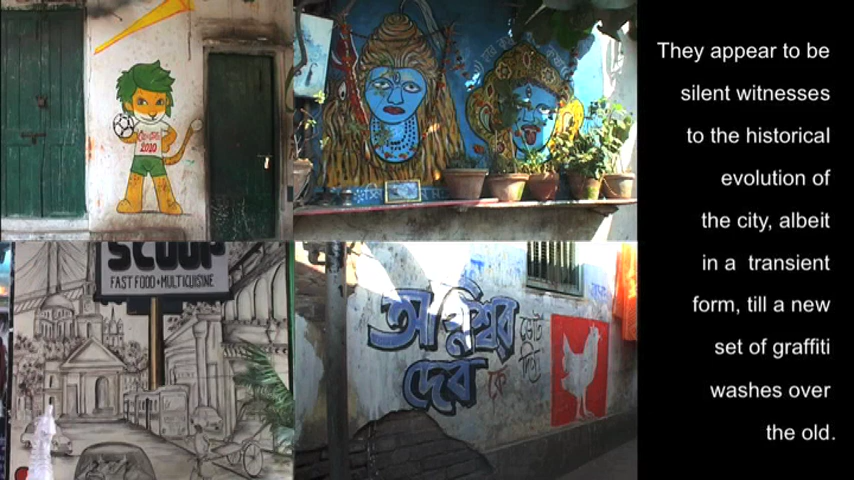 2010
SCOOP
FAST FOOD • MULTICUISINE
দেব কে
ভোট
দিন
They appear to be
silent witnesses
to the historical
evolution of
the city, albeit
in a transient
form, till a new
set of graffiti
washes over
the old.